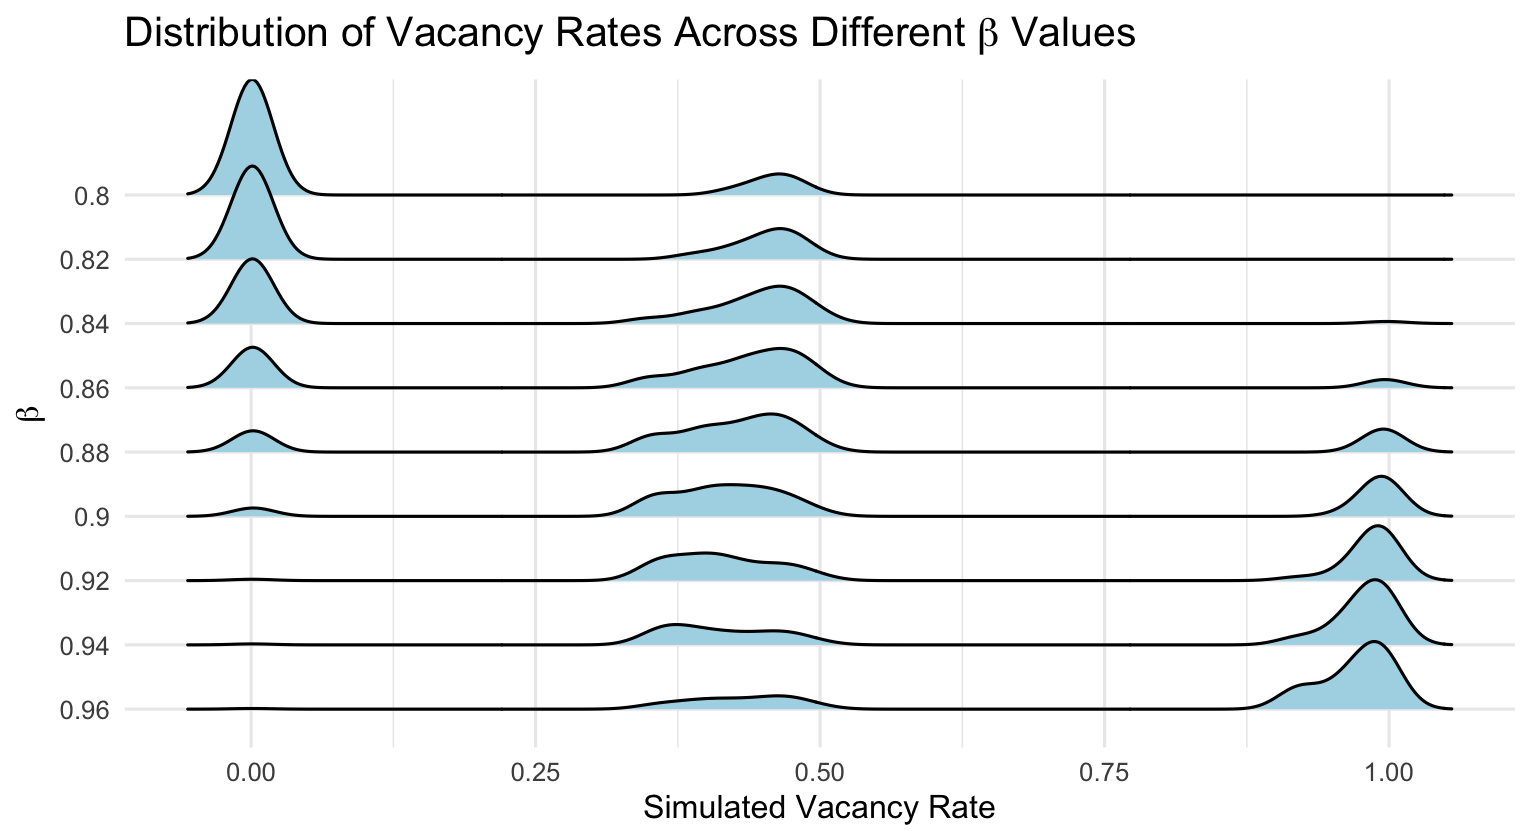 Distribution of Vacancy Rates Across Different β Values
0.8
0.82
0.84
0.86
0.88
0.9
0.92
0.94
0.96
β
0.00 0.25 0.50 0.75 1.00
Simulated Vacancy Rate